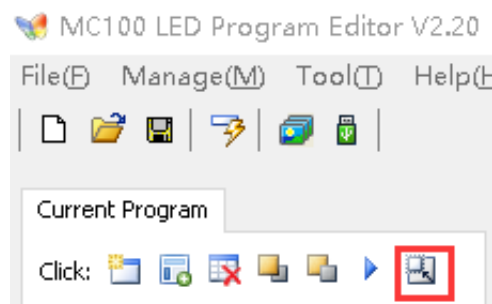 MC100 LED Program Editor V2.20
File(F) Manage(M) Tool(T) Help(H
Current Program
Click: